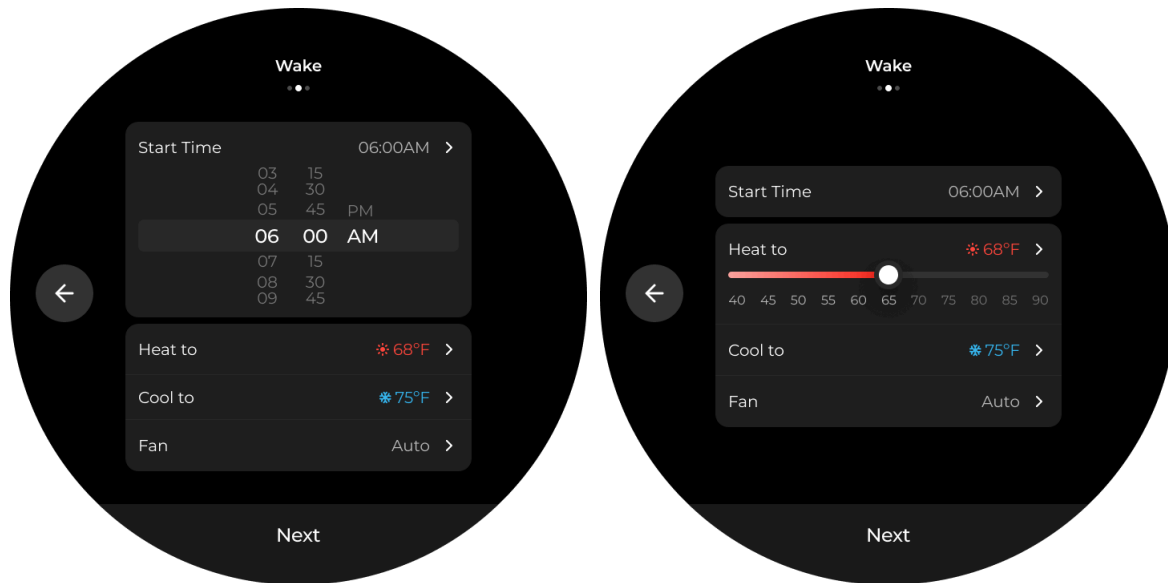 Wake
Start Time 06:00AM
03 15
04 30
05 45 PM
06 00 AM
07 15
08 30
09 45
Heat to 68°F
Cool to 75°F
Fan Auto
Next
Wake
Start Time 06:00AM
Heat to 68°F
40 45 50 55 60 65 70 75 80 85 90
Cool to 75°F
Fan Auto
Next